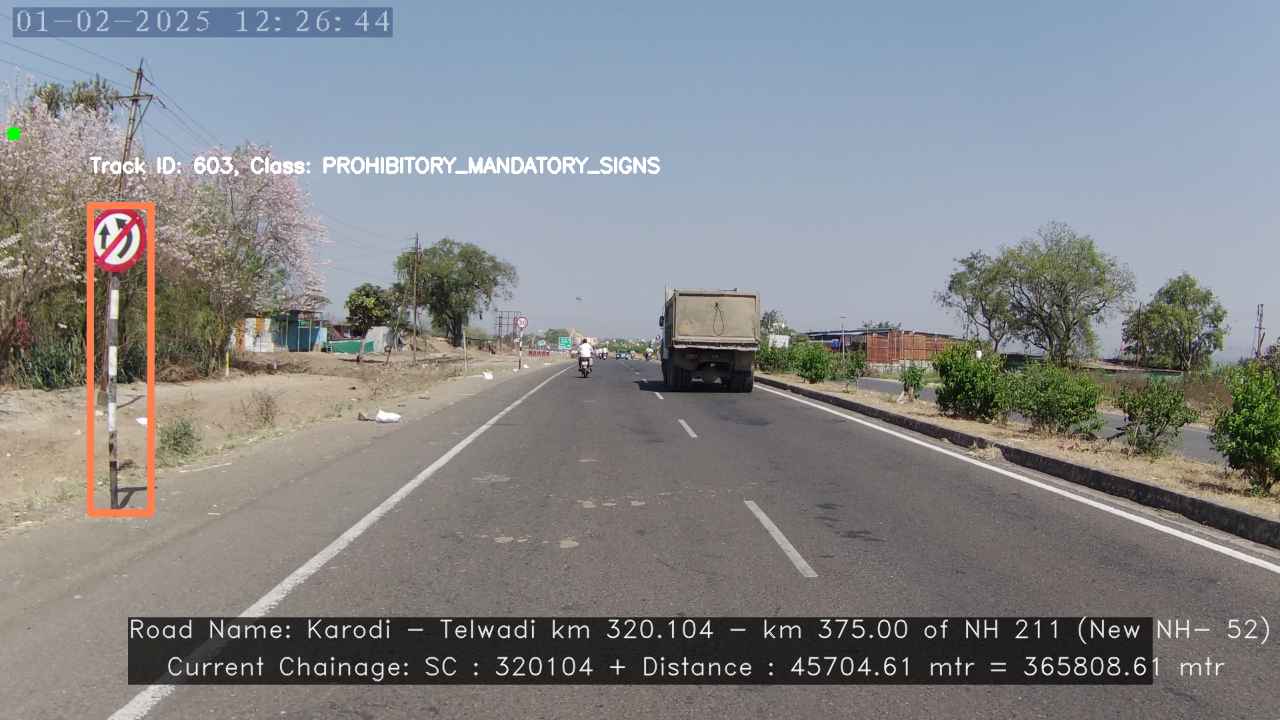 01-02-2025 12:26:44
Track ID: 603, Class: PROHIBITORY_MANDATORY_SIGNS
Road Name: Karodi - Telwadi km 320.104 - km 375.00 of NH 211 (New NH- 52)
Current Chainage: SC : 320104 + Distance : 45704.61 mtr = 365808.61 mtr